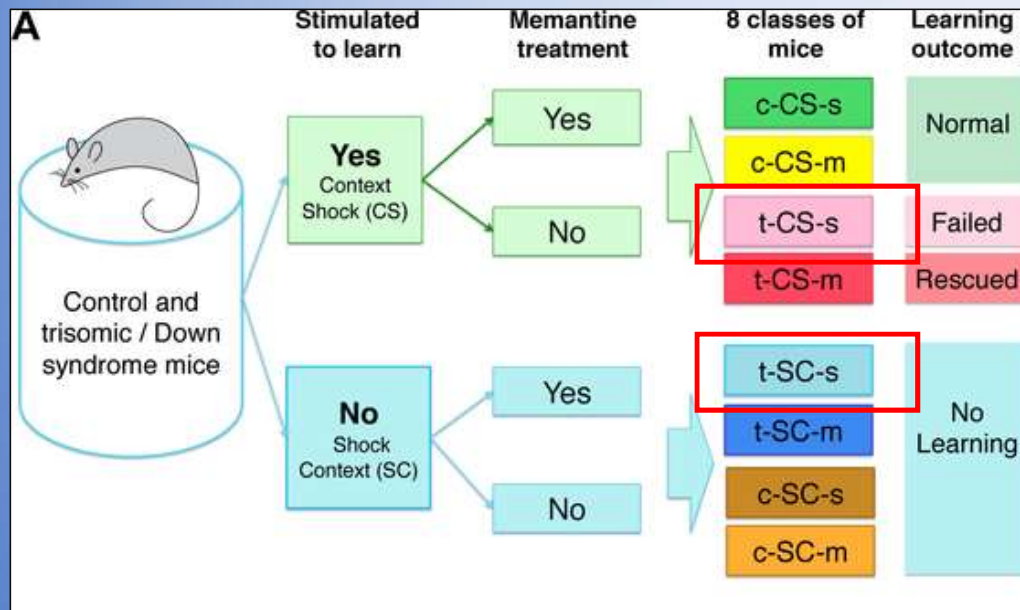 A
Stimulated
to learn
Memantine
treatment
8 classes of
mice
Learning
outcome
Control and
trisomic / Down
syndrome mice
Yes
Context
Shock (CS)
Yes
No
c-CS-s
c-CS-m
t-CS-s
t-CS-m
Normal
Failed
Rescued
No
Shock
Context (SC)
Yes
No
t-SC-s
t-SC-m
c-SC-s
c-SC-m
No
Learning